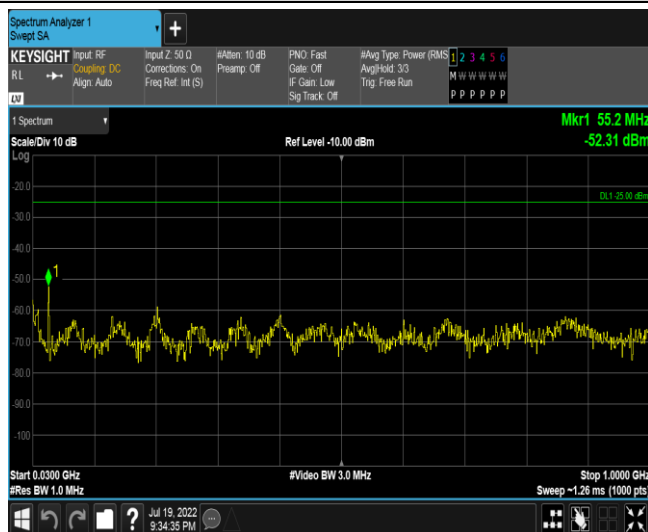 Spectrum Analyzer 1
Swept SA
+
KEYSIGHT
RL
LXI
Input: RF
Coupling: DC
Align: Auto
Input Z: 50 Ω
Corrections: On
Freq Ref: Int (S)
#Atten: 10 dB
Preamp: Off
PNO: Fast
Gate: Off
IF Gain: Low
Sig Track: Off
#Avg Type: Power (RMS
Avg|Hold: 3/3
Trig: Free Run
1 2 3 4 5 6
M W W W W W
P P P P P P
1 Spectrum
Mkr1 55.2 MHz
-52.31 dBm
Scale/Div 10 dB
Ref Level -10.00 dBm
Log
DL1 -25.00 dBm
1
-20.0
-30.0
-40.0
-50.0
-60.0
-70.0
-80.0
-90.0
-100
Start 0.0300 GHz
#Video BW 3.0 MHz
Stop 1.0000 GHz
#Res BW 1.0 MHz
Sweep ~1.26 ms (1000 pts)
?
Jul 19, 2022
9:34:35 PM